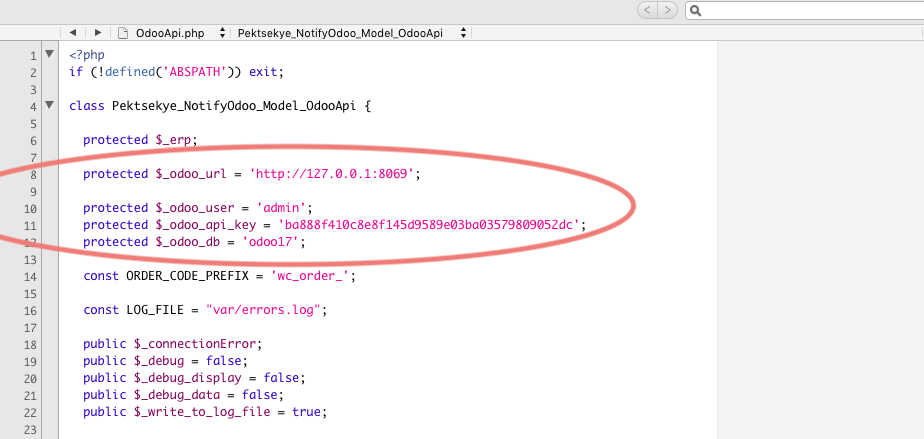 OdooApi.php Pektsekye_NotifyOdoo_Model_OdooApi
1 <?php
2 if (!defined('ABSPATH')) exit;
3
4 class Pektsekye_NotifyOdoo_Model_OdooApi {
5
6 protected $_erp;
7
8 protected $_odoo_url = 'http://127.0.0.1:8069';
9
10 protected $_odoo_user = 'admin';
11 protected $_odoo_api_key = 'ba888f410c8e8f145d9589e03ba03579809052dc';
12 protected $_odoo_db = 'odoo17';
13
14 const ORDER_CODE_PREFIX = 'wc_order_';
15
16 const LOG_FILE = "var/errors.log";
17
18 public $_connectionError;
19 public $_debug = false;
20 public $_debug_display = false;
21 public $_debug_data = false;
22 public $_write_to_log_file = true;
23